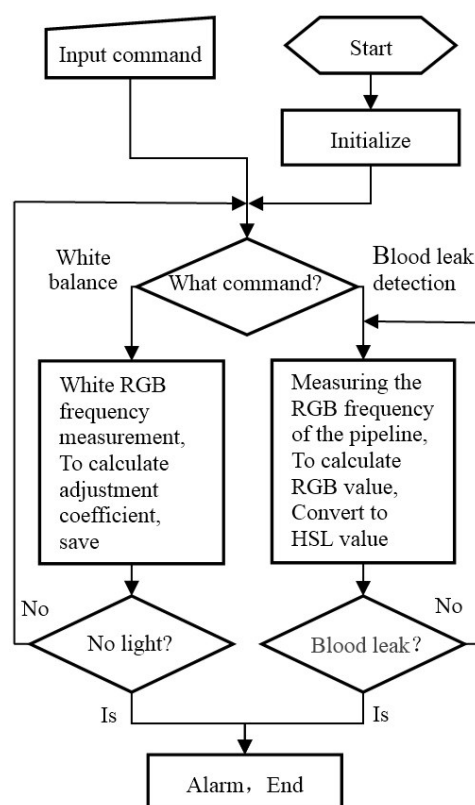 Input command
Start
Initialize
White
balance
What command?
Blood leak
detection
White RGB
frequency
measurement,
To calculate
adjustment
coefficient,
save
Measuring the
RGB frequency
of the pipeline,
To calculate
RGB value,
Convert to
HSL value
No
No light?
Blood leak？
No
Is
Is
Alarm，End